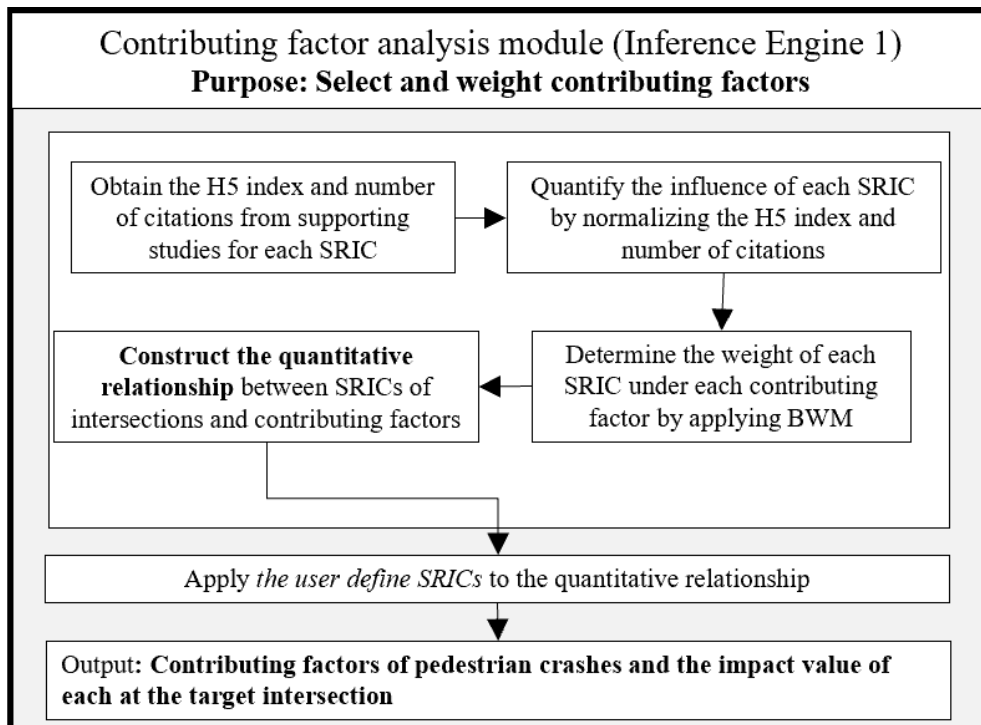 Contributing factor analysis module (Inference Engine 1)
Purpose: Select and weight contributing factors
Obtain the H5 index and number
of citations from supporting
studies for each SRIC
Quantify the influence of each SRIC
by normalizing the H5 index and
number of citations
Determine the weight of each
SRIC under each contributing
factor by applying BWM
Construct the quantitative
relationship between SRICs of
intersections and contributing factors
Apply the user define SRICs to the quantitative relationship
Output: Contributing factors of pedestrian crashes and the impact value of
each at the target intersection